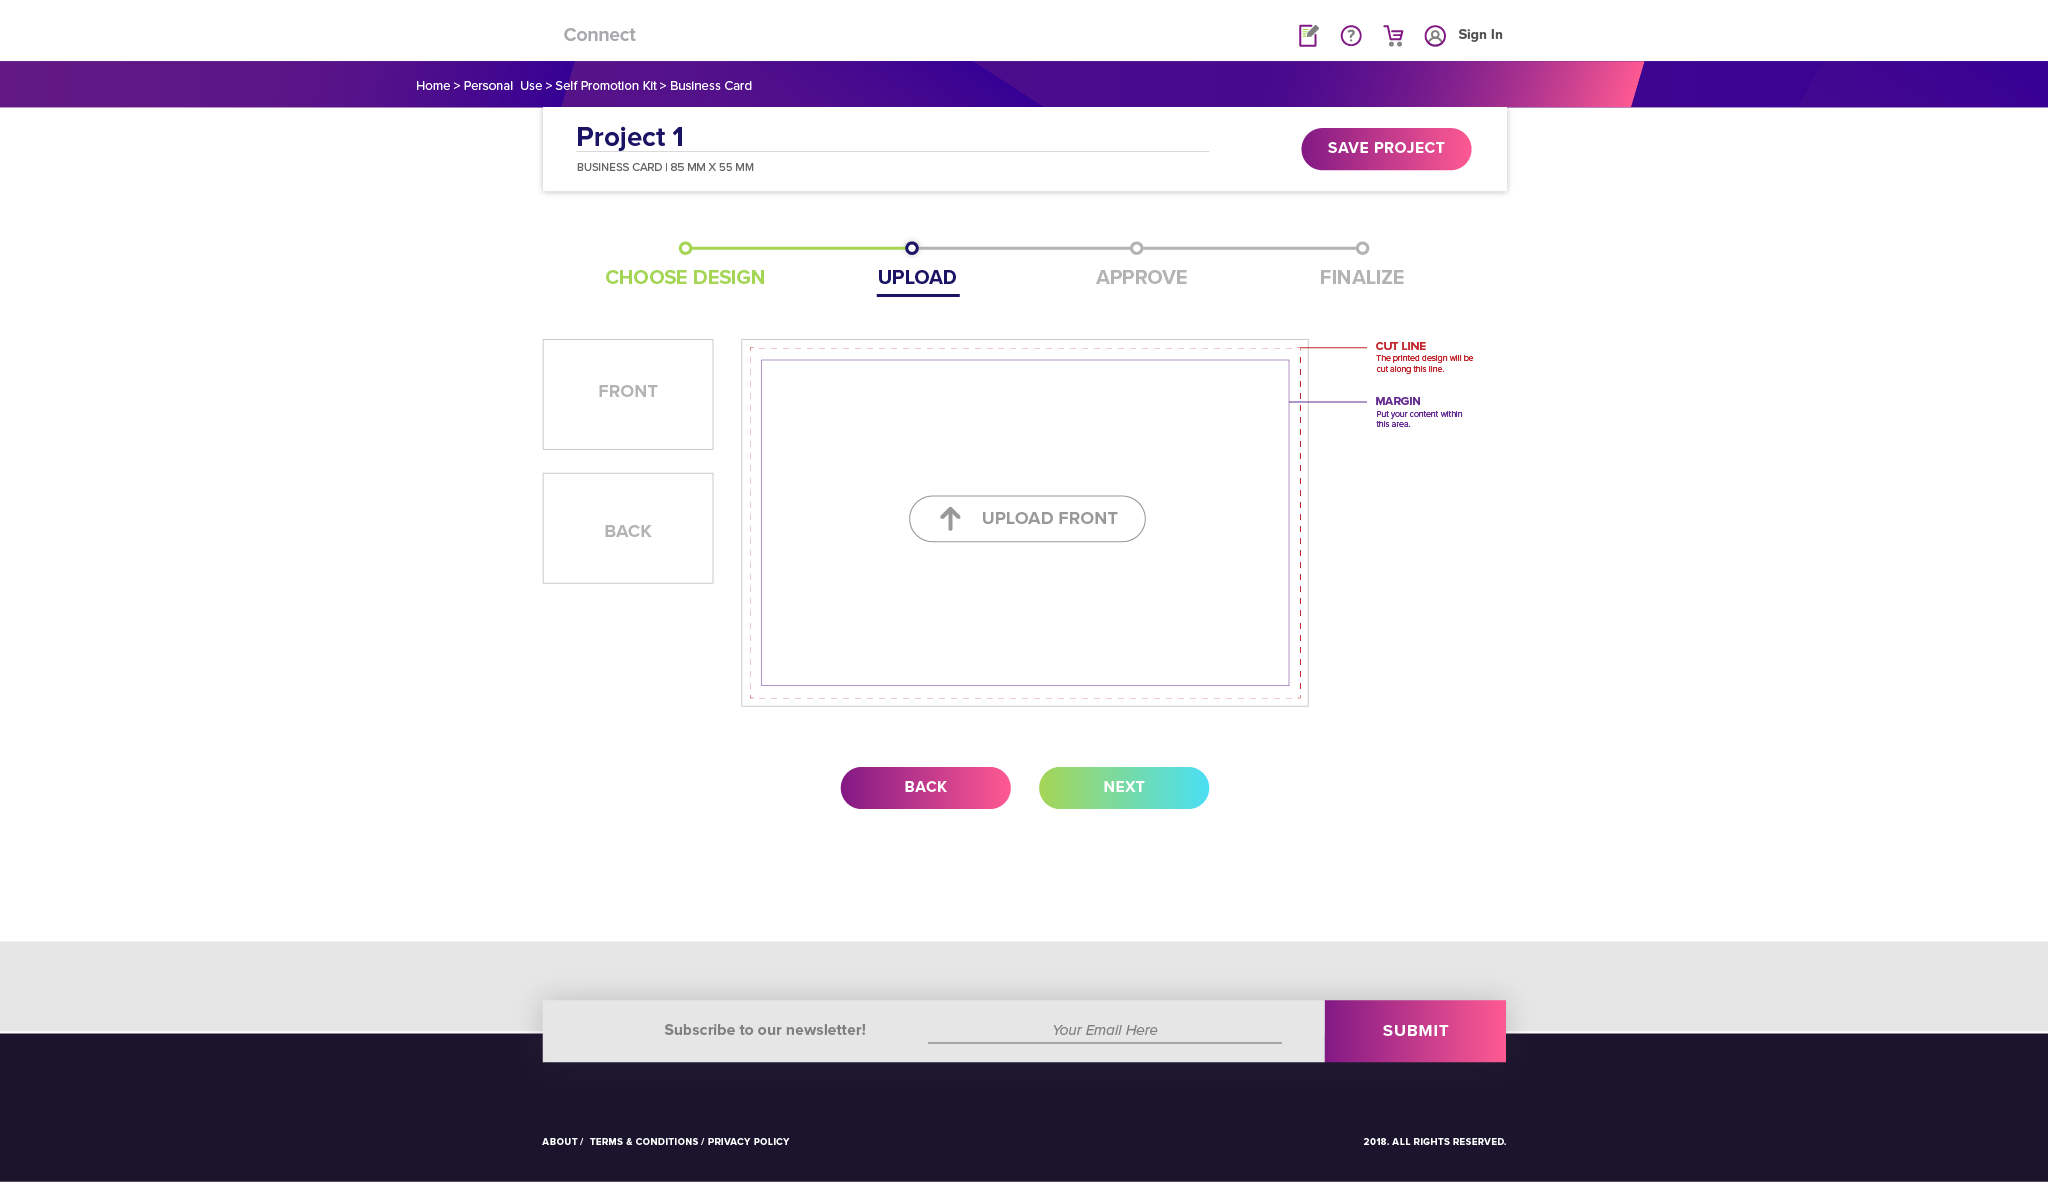 Connect
Sign In
Home > Personal  Use > Self Promotion Kit > Business Card
Project 1
SAVE PROJECT
BUSINESS CARD | 85 MM X 55 MM
CHOOSE DESIGN
UPLOAD
APPROVE
FINALIZE
FRONT
BACK
CUT LINE
The printed design will be
cut along this line.
MARGIN
Put your content within
this area.
UPLOAD FRONT
BACK
NEXT
Subscribe to our newsletter!
Your Email Here
SUBMIT
ABOUT /  TERMS & CONDITIONS / PRIVACY POLICY
2018. ALL RIGHTS RESERVED.